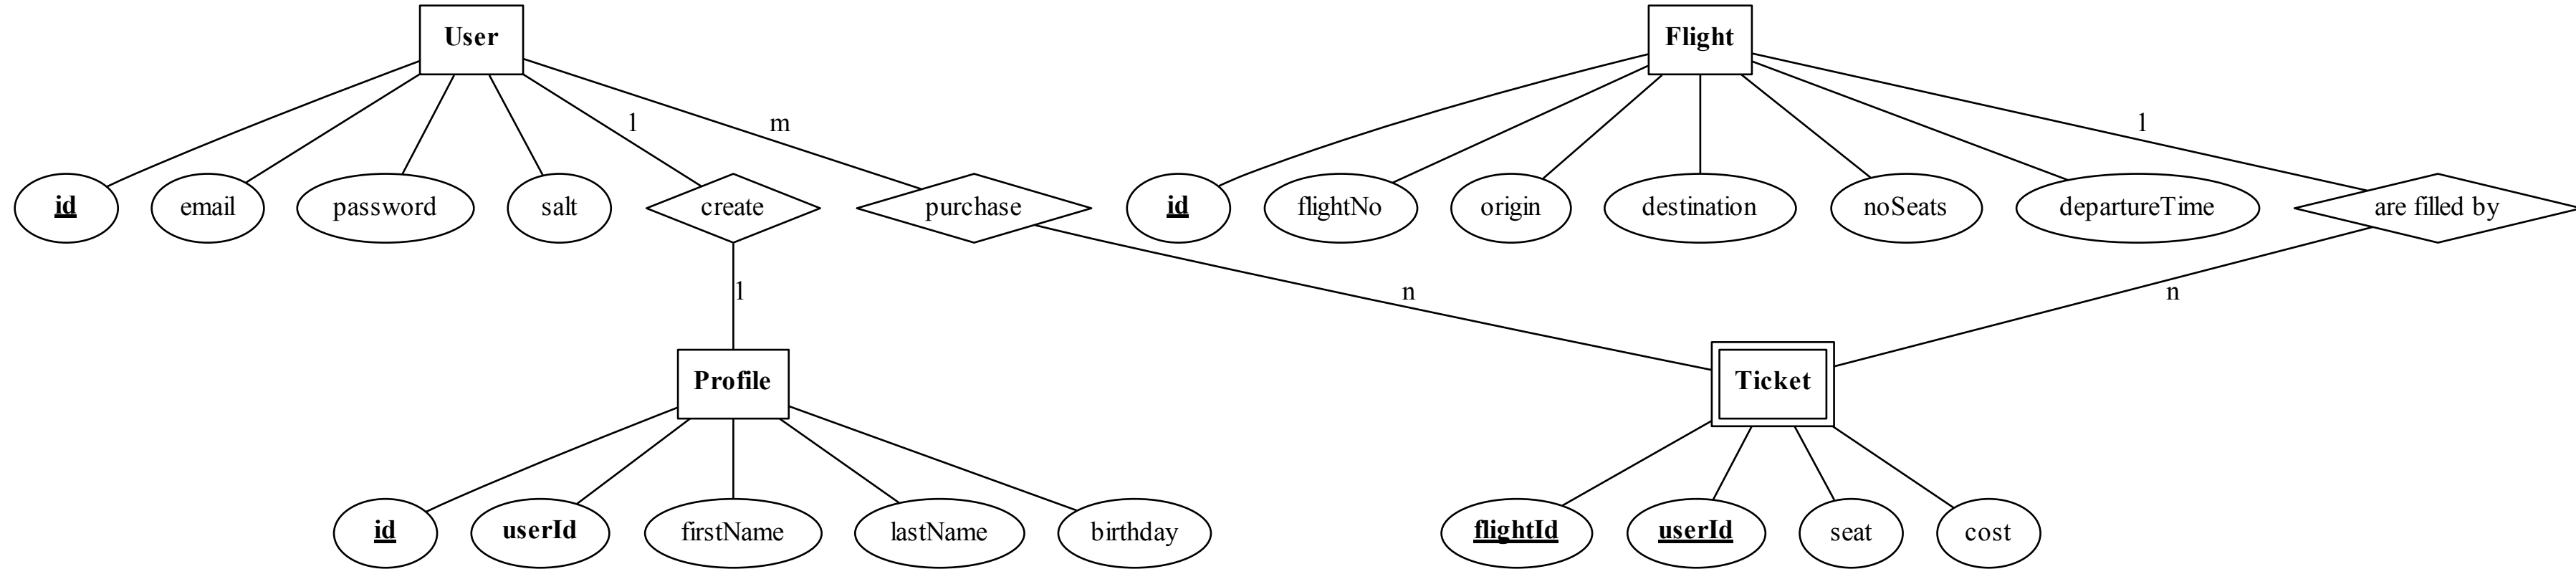 User
Flight
1
m
1
id
email
password
salt
create
purchase
id
flightNo
origin
destination
noSeats
departureTime
are filled by
1
n
n
Profile
Ticket
id
userId
firstName
lastName
birthday
flightId
userId
seat
cost